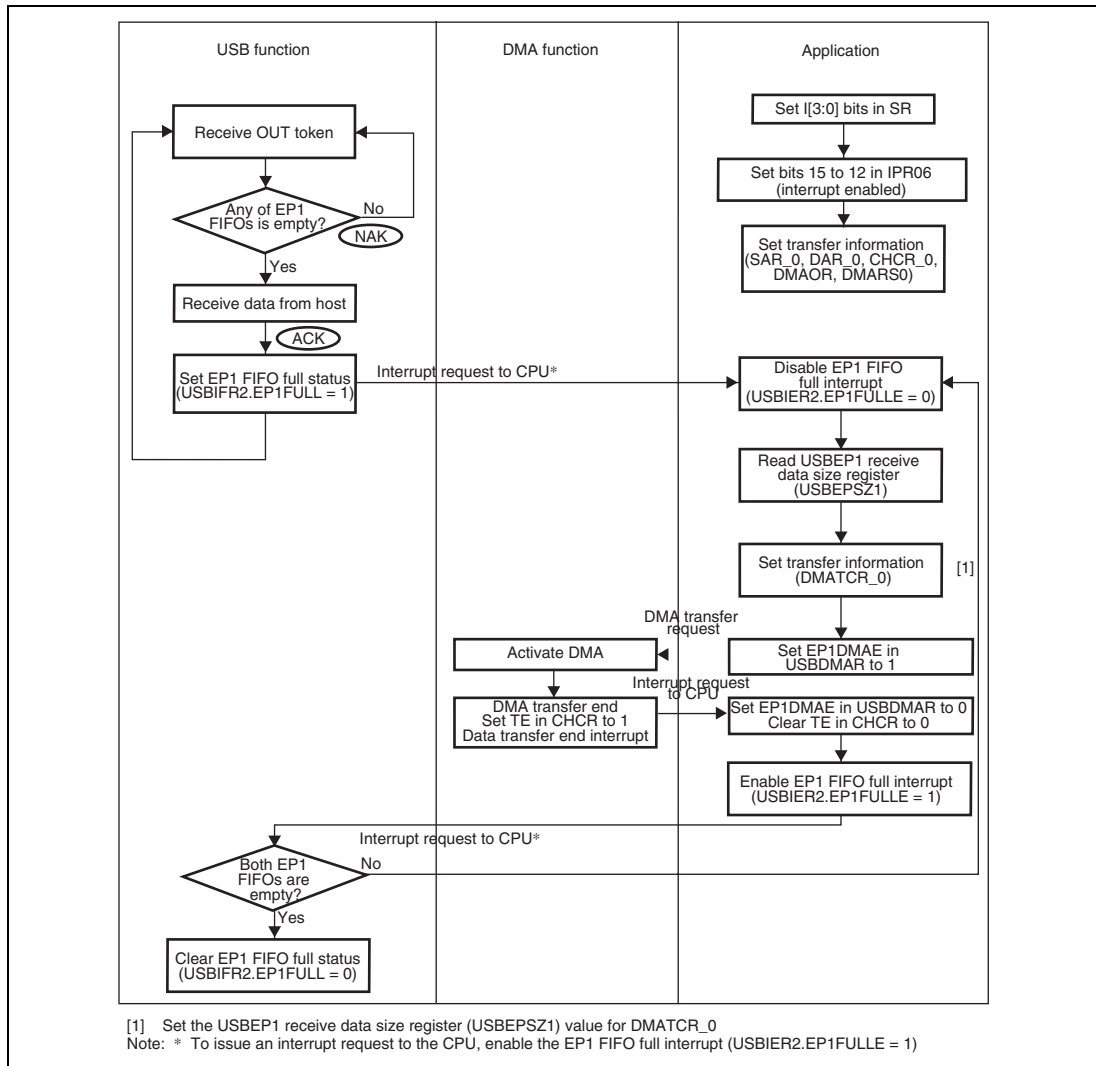 USB function
DMA function
Application
Receive OUT token
Any of EP1
FIFOs is empty?
No
NAK
Yes
Receive data from host
ACK
Set EP1 FIFO full status
(USBIFR2.EP1FULL = 1)
Interrupt request to CPU*
Set I[3:0] bits in SR
Set bits 15 to 12 in IPR06
(interrupt enabled)
Set transfer information
(SAR_0, DAR_0, CHCR_0,
DMAOR, DMARS0)
Disable EP1 FIFO
full interrupt
(USBIER2.EP1FULLE = 0)
Read USBEP1 receive
data size register
(USBEPSZ1)
Set transfer information
(DMATCR_0)
[1]
DMA transfer
request
Activate DMA
Set EP1DMAE in
USBDMAR to 1
Interrupt request
to CPU
DMA transfer end
Set TE in CHCR to 1
Data transfer end interrupt
Set EP1DMAE in USBDMAR to 0
Clear TE in CHCR to 0
Enable EP1 FIFO full interrupt
(USBIER2.EP1FULLE = 1)
Interrupt request to CPU*
Both EP1
FIFOs are
empty?
No
Yes
Clear EP1 FIFO full status
(USBIFR2.EP1FULL = 0)
[1] Set the USBEP1 receive data size register (USBEPSZ1) value for DMATCR_0
Note: * To issue an interrupt request to the CPU, enable the EP1 FIFO full interrupt (USBIER2.EP1FULLE = 1)